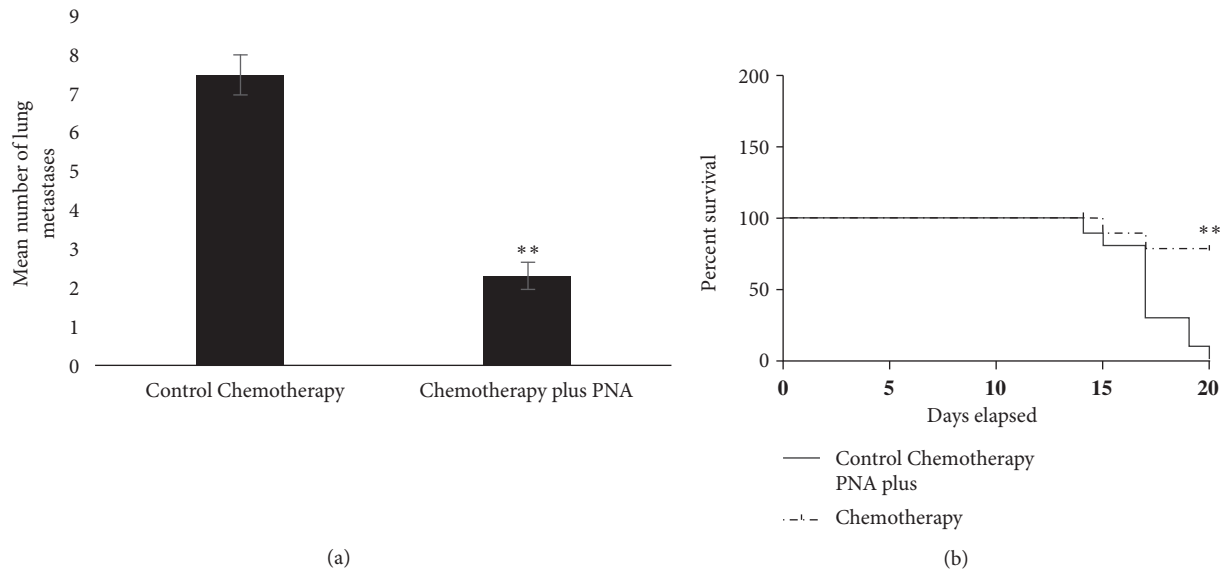 9
8
7
6
5
4
3
2
1
0
Mean number of lung
metastases
**
Control Chemotherapy
Chemotherapy plus PNA
(a)
200
150
100
50
0
Percent survival
**
0
5
10
15
20
Days elapsed
Control Chemotherapy
PNA plus
Chemotherapy
(b)